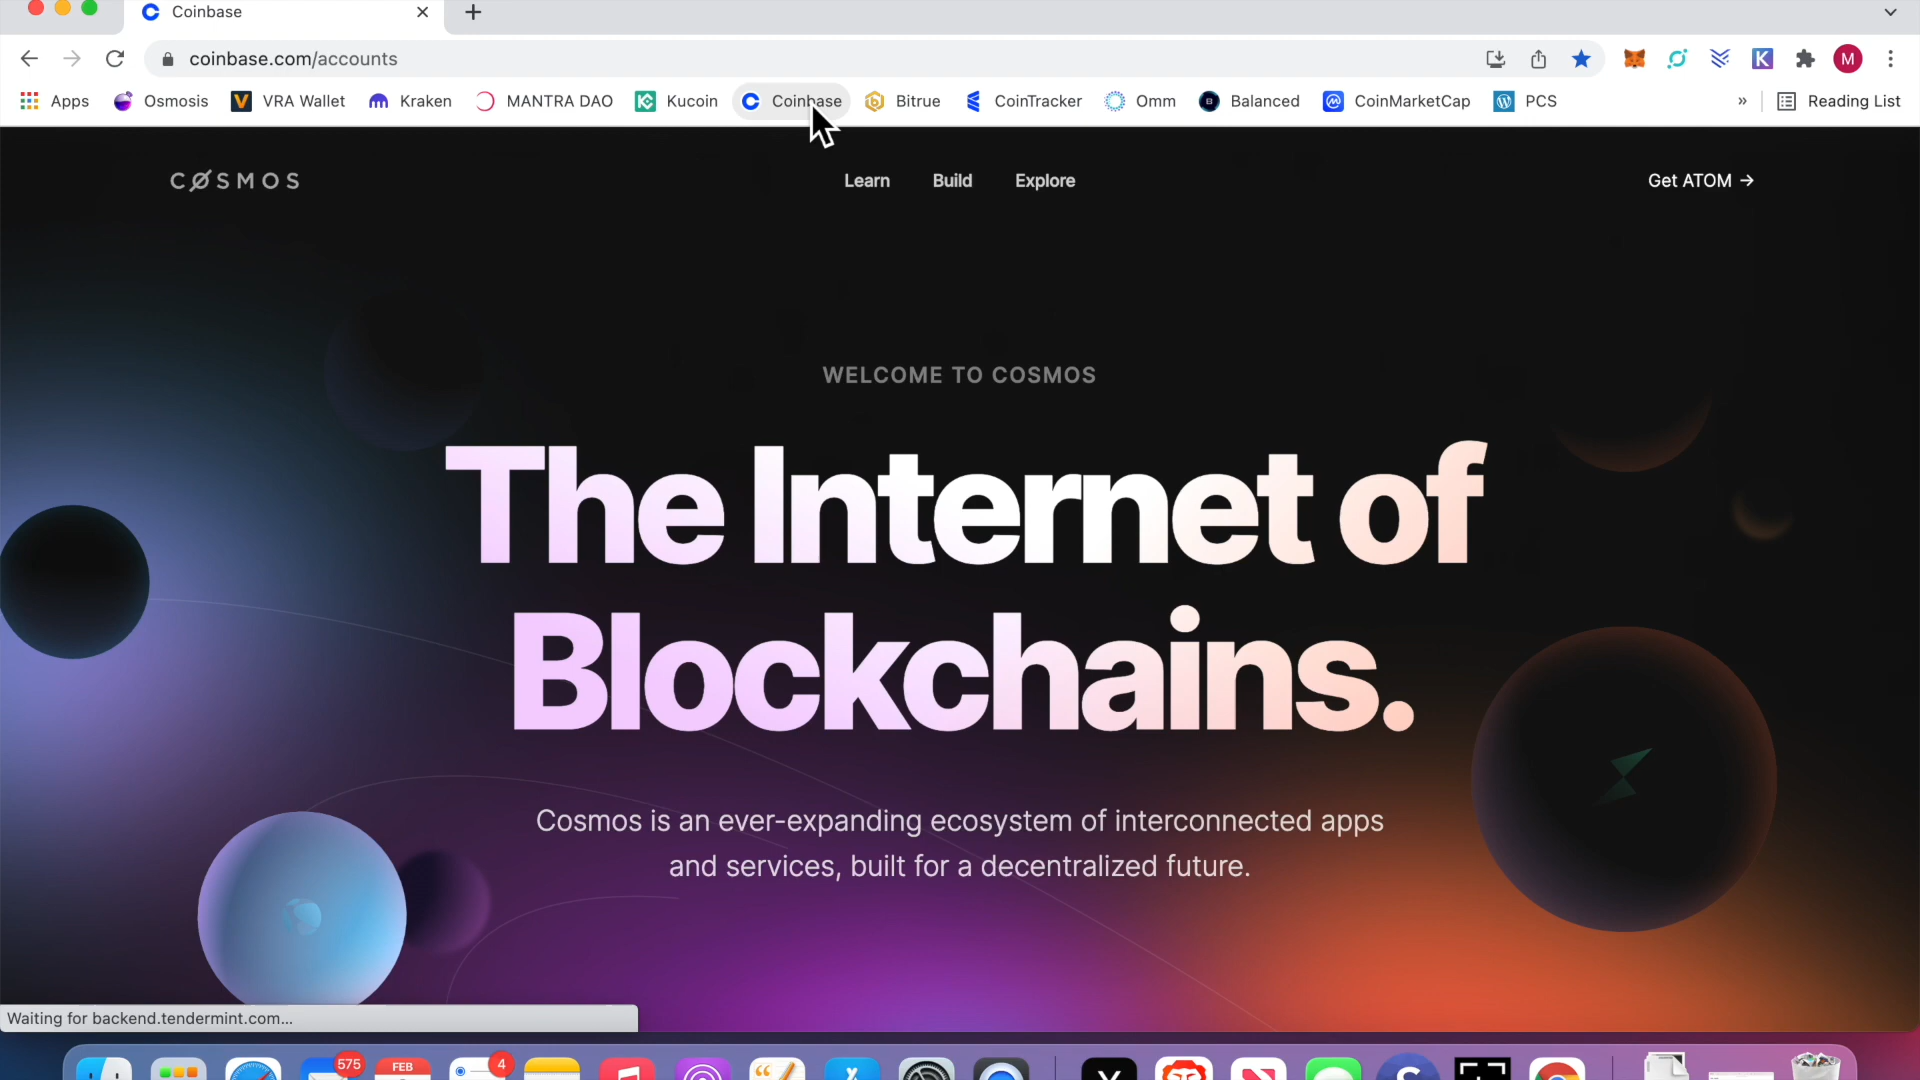 Coinbase
coinbase.com/accounts
M
Apps Osmosis VRA Wallet Kraken MANTRA DAO Kucoin Coinbase Bitrue CoinTracker Omm Balanced CoinMarketCap PCS » Reading List
CØSMOS Learn Build Explore Get ATOM →
WELCOME TO COSMOS
The Internet of
Blockchains.
Cosmos is an ever-expanding ecosystem of interconnected apps
and services, built for a decentralized future.
Waiting for backend.tendermint.com...
575 FEB 4